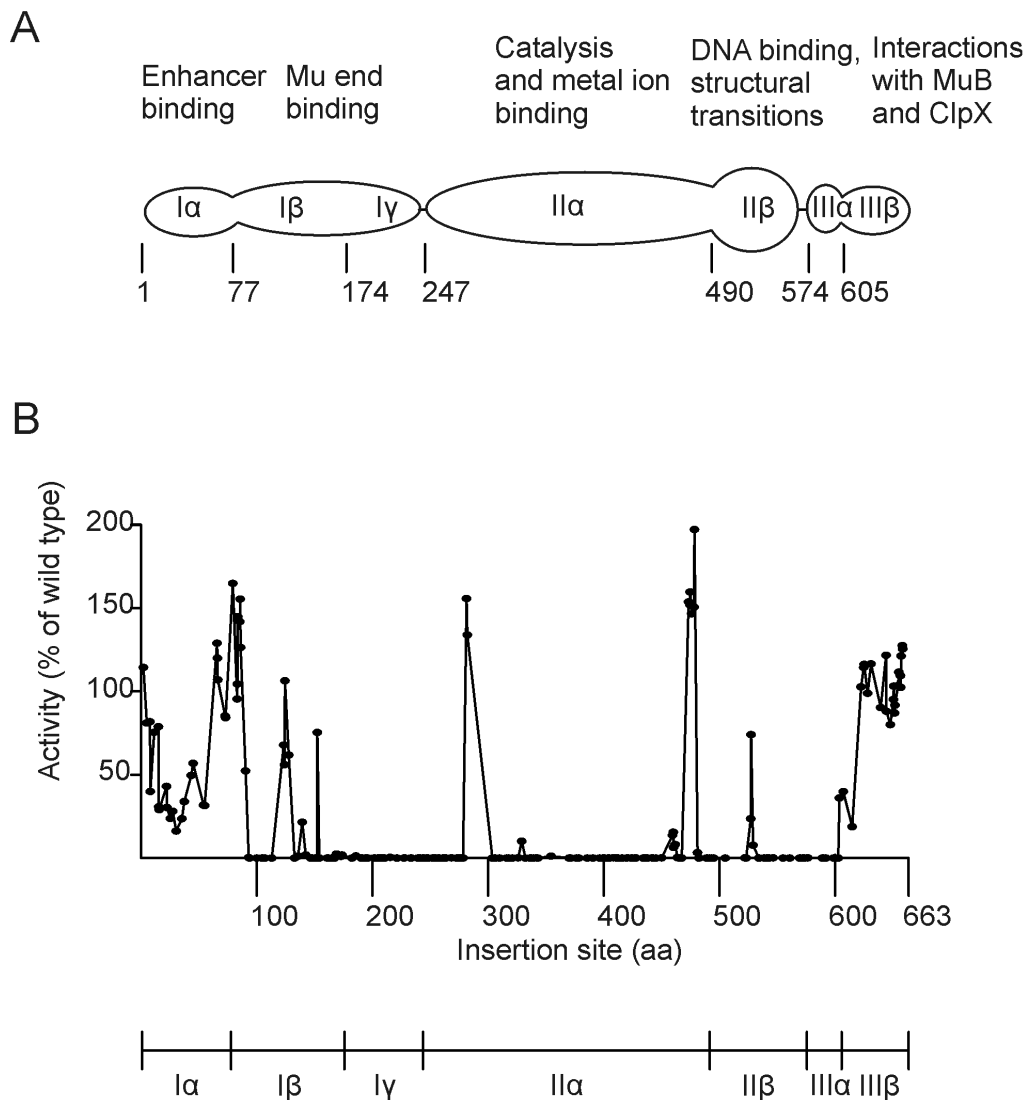 A
Enhancer
binding
Mu end
binding
Catalysis
and metal ion
binding
DNA binding,
structural
transitions
Interactions
with MuB
and ClpX
Iα Iβ Iγ IIα IIβ IIIα IIIβ
1 77 174 247 490 574 605
B
Activity (% of wild type)
200
150
100
50
100 200 300 400 500 600 663
Insertion site (aa)
Iα Iβ Iγ IIα IIβ IIIα IIIβ